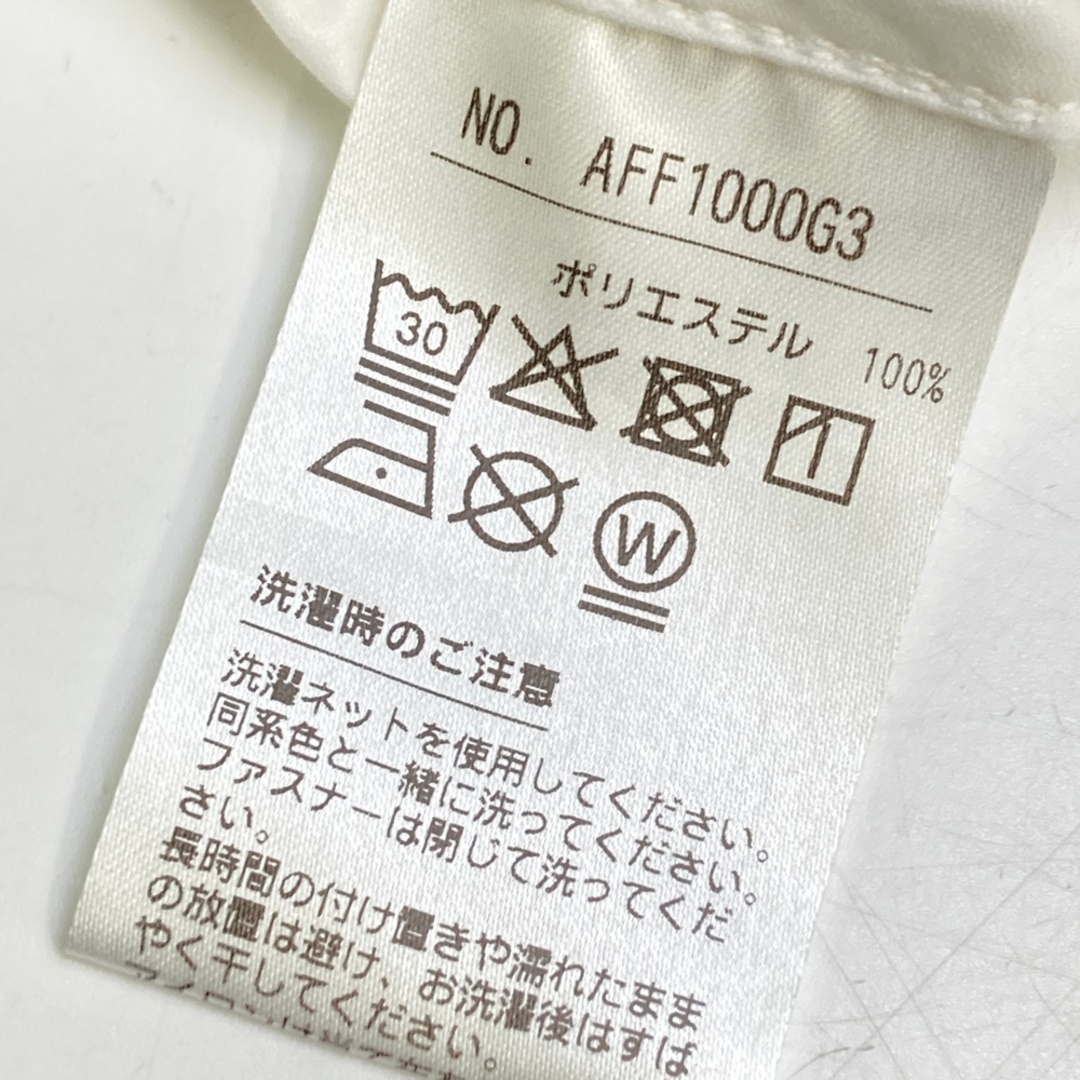 NO. AFF1000G3
ポリエステル 100%
30
W
洗濯時のご注意
洗濯ネットを使用してください。
同系色と一緒に洗ってください。
ファスナーは閉じて洗ってくだ
さい。
長時間の付け置きや濡れたまま
の放置は避け、お洗濯後はすば
やく干してください。